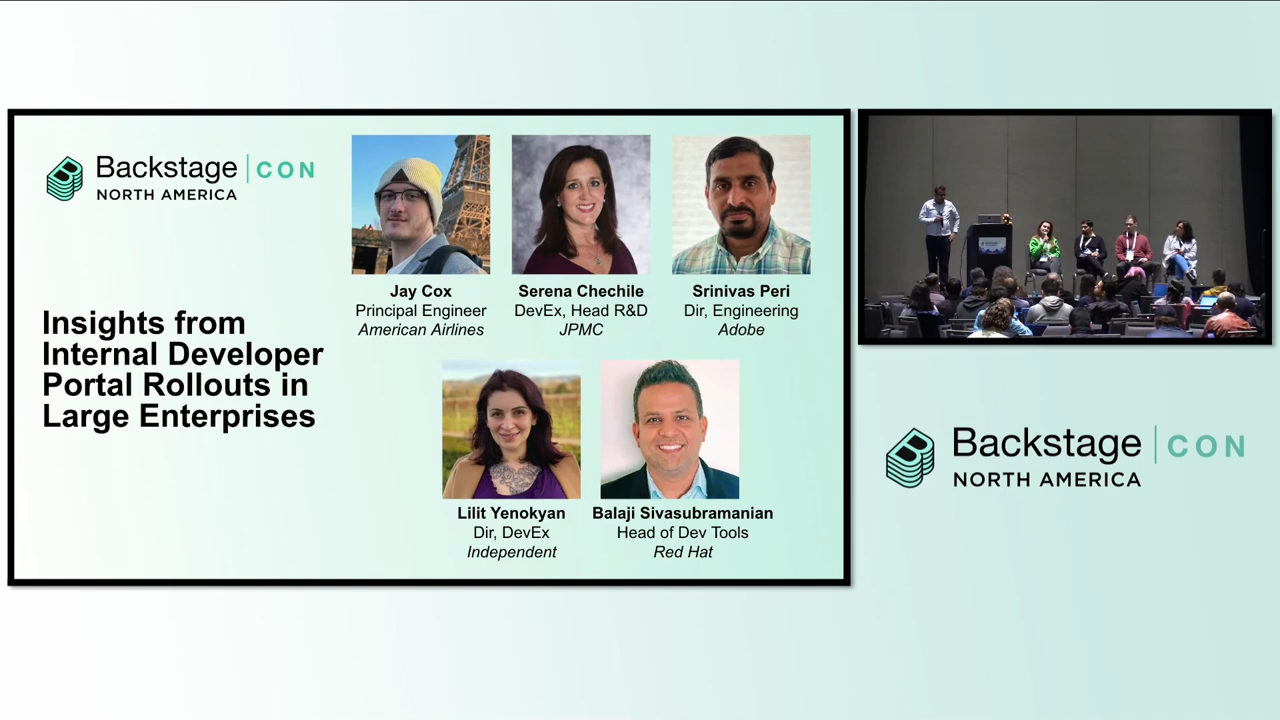 Backstage | CON
NORTH AMERICA
Insights from
Internal Developer
Portal Rollouts in
Large Enterprises
Jay Cox
Principal Engineer
American Airlines
Serena Chechile
DevEx, Head R&D
JPMC
Srinivas Peri
Dir, Engineering
Adobe
Lilit Yenokyan
Dir, DevEx
Independent
Balaji Sivasubramanian
Head of Dev Tools
Red Hat
Backstage | CON
NORTH AMERICA